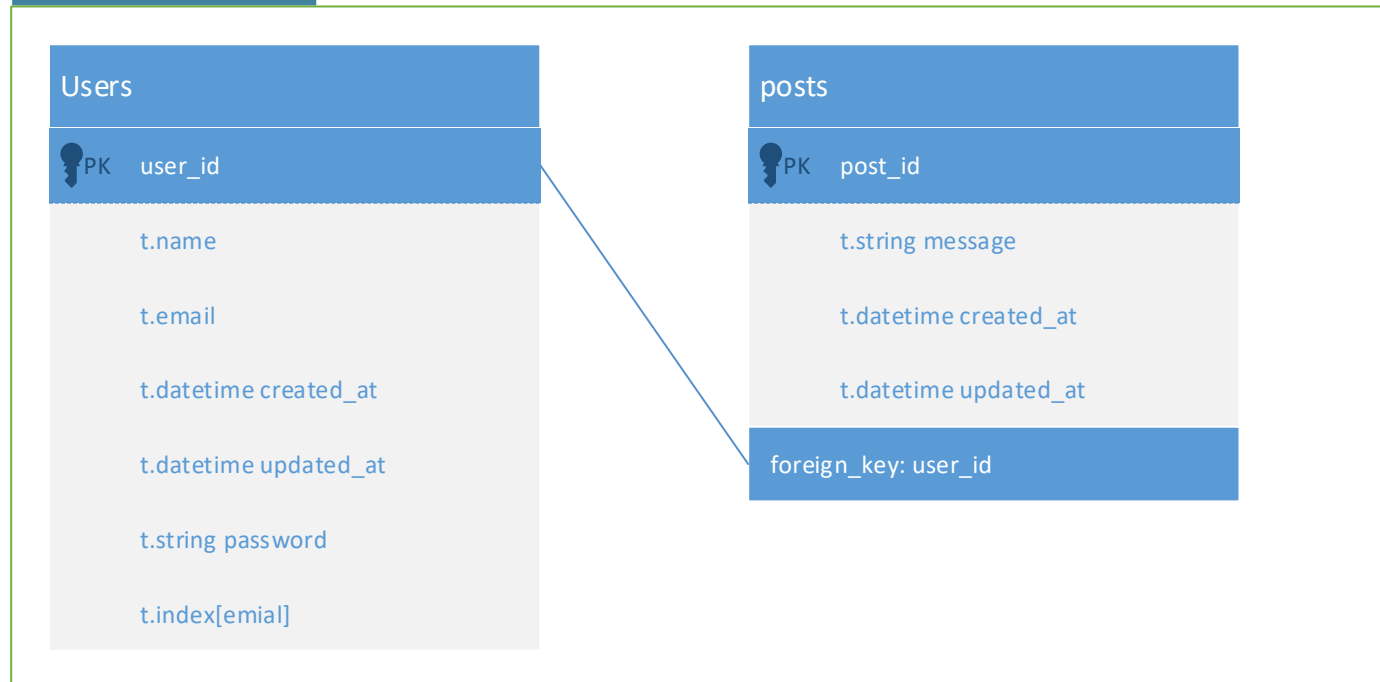 Users
PK user_id
t.name
t.email
t.datetime created_at
t.datetime updated_at
t.string password
t.index[emial]
posts
PK post_id
t.string message
t.datetime created_at
t.datetime updated_at
foreign_key: user_id